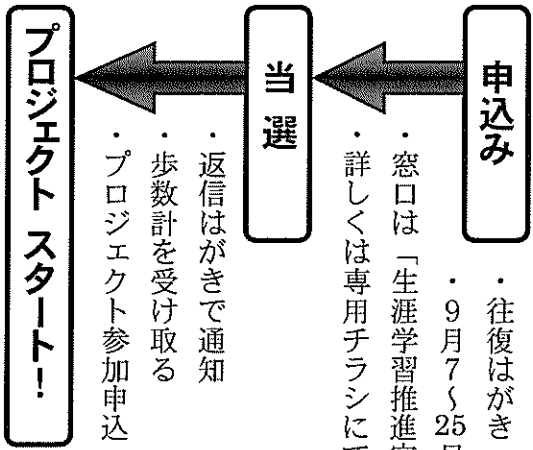 申込み
・往復はがき
・9月7〜25日
・窓口は「生涯学習推進室
・詳しくは専用チラシにて
当選
・返信はがきで通知
・歩数計を受け取る
・プロジェクト参加申込
プロジェクト スタート！